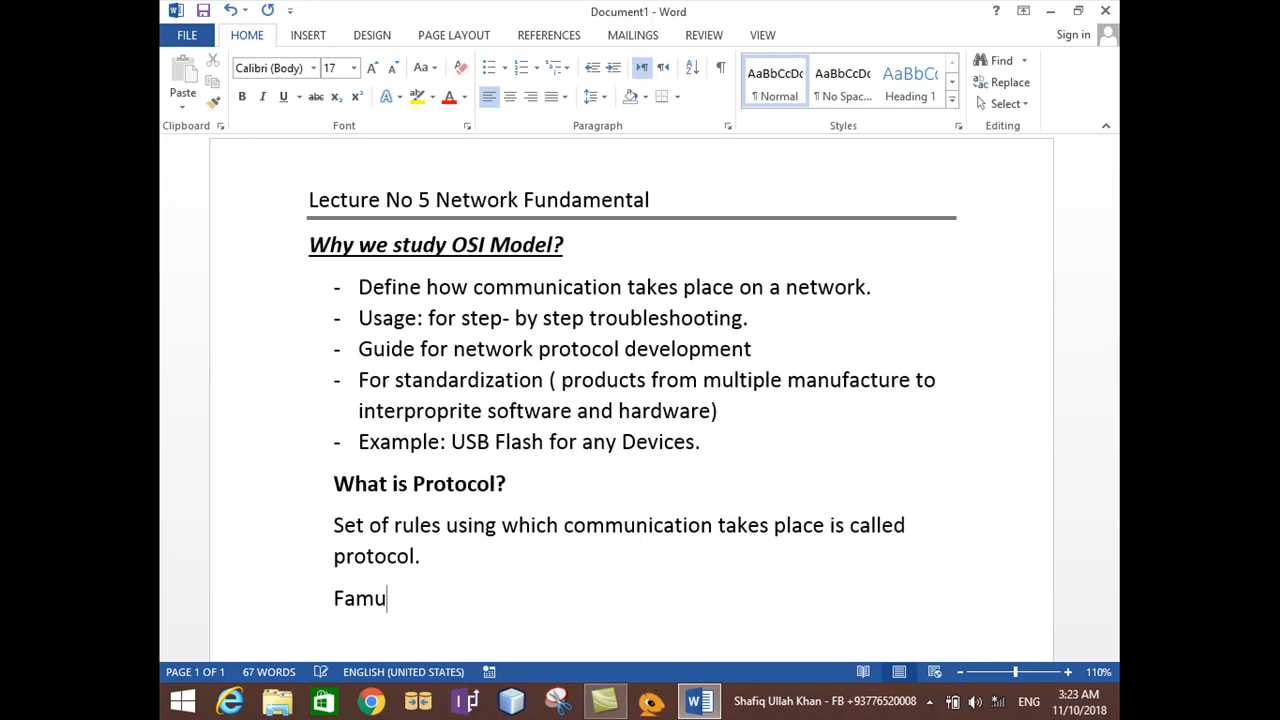 Document1 - Word
Sign in
FILE HOME INSERT DESIGN PAGE LAYOUT REFERENCES MAILINGS REVIEW VIEW
Paste
Calibri (Body) 17
AaBbCcDc AaBbCcDc AaBbCc
¶ Normal ¶ No Spac... Heading 1
Find
Replace
Select
Clipboard Font Paragraph Styles Editing
Lecture No 5 Network Fundamental
Why we study OSI Model?
- Define how communication takes place on a network.
- Usage: for step- by step troubleshooting.
- Guide for network protocol development
- For standardization ( products from multiple manufacture to
interproprite software and hardware)
- Example: USB Flash for any Devices.
What is Protocol?
Set of rules using which communication takes place is called
protocol.
Famu
PAGE 1 OF 1 67 WORDS ENGLISH (UNITED STATES) 110%
Shafiq Ullah Khan - FB +93776520008 ENG 3:23 AM
11/10/2018